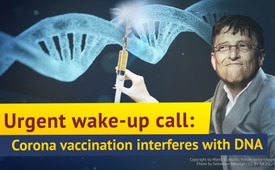 Urgent wake-up call:
Corona vaccination interferes with DNA